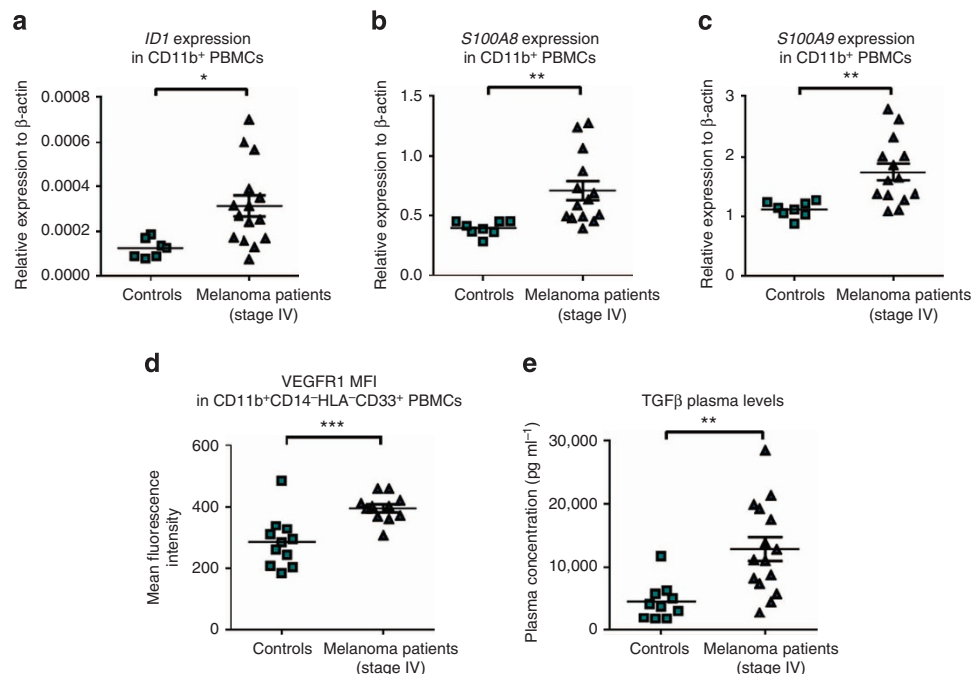 a
ID1 expression
in CD11b⁺ PBMCs
*
Relative expression to β-actin
0.0008
0.0006
0.0004
0.0002
0.0000
Controls
Melanoma patients
(stage IV)
b
S100A8 expression
in CD11b⁺ PBMCs
**
Relative expression to β-actin
1.5
1.0
0.5
0.0
Controls
Melanoma patients
(stage IV)
c
S100A9 expression
in CD11b⁺ PBMCs
**
Relative expression to β-actin
3
2
1
0
Controls
Melanoma patients
(stage IV)
d
VEGFR1 MFI
in CD11b⁺CD14⁻HLA⁻CD33⁺ PBMCs
***
Mean fluorescence
intensity
600
400
200
0
Controls
Melanoma patients
(stage IV)
e
TGFβ plasma levels
**
Plasma concentration (pg ml⁻¹)
30,000
20,000
10,000
0
Controls
Melanoma patients
(stage IV)